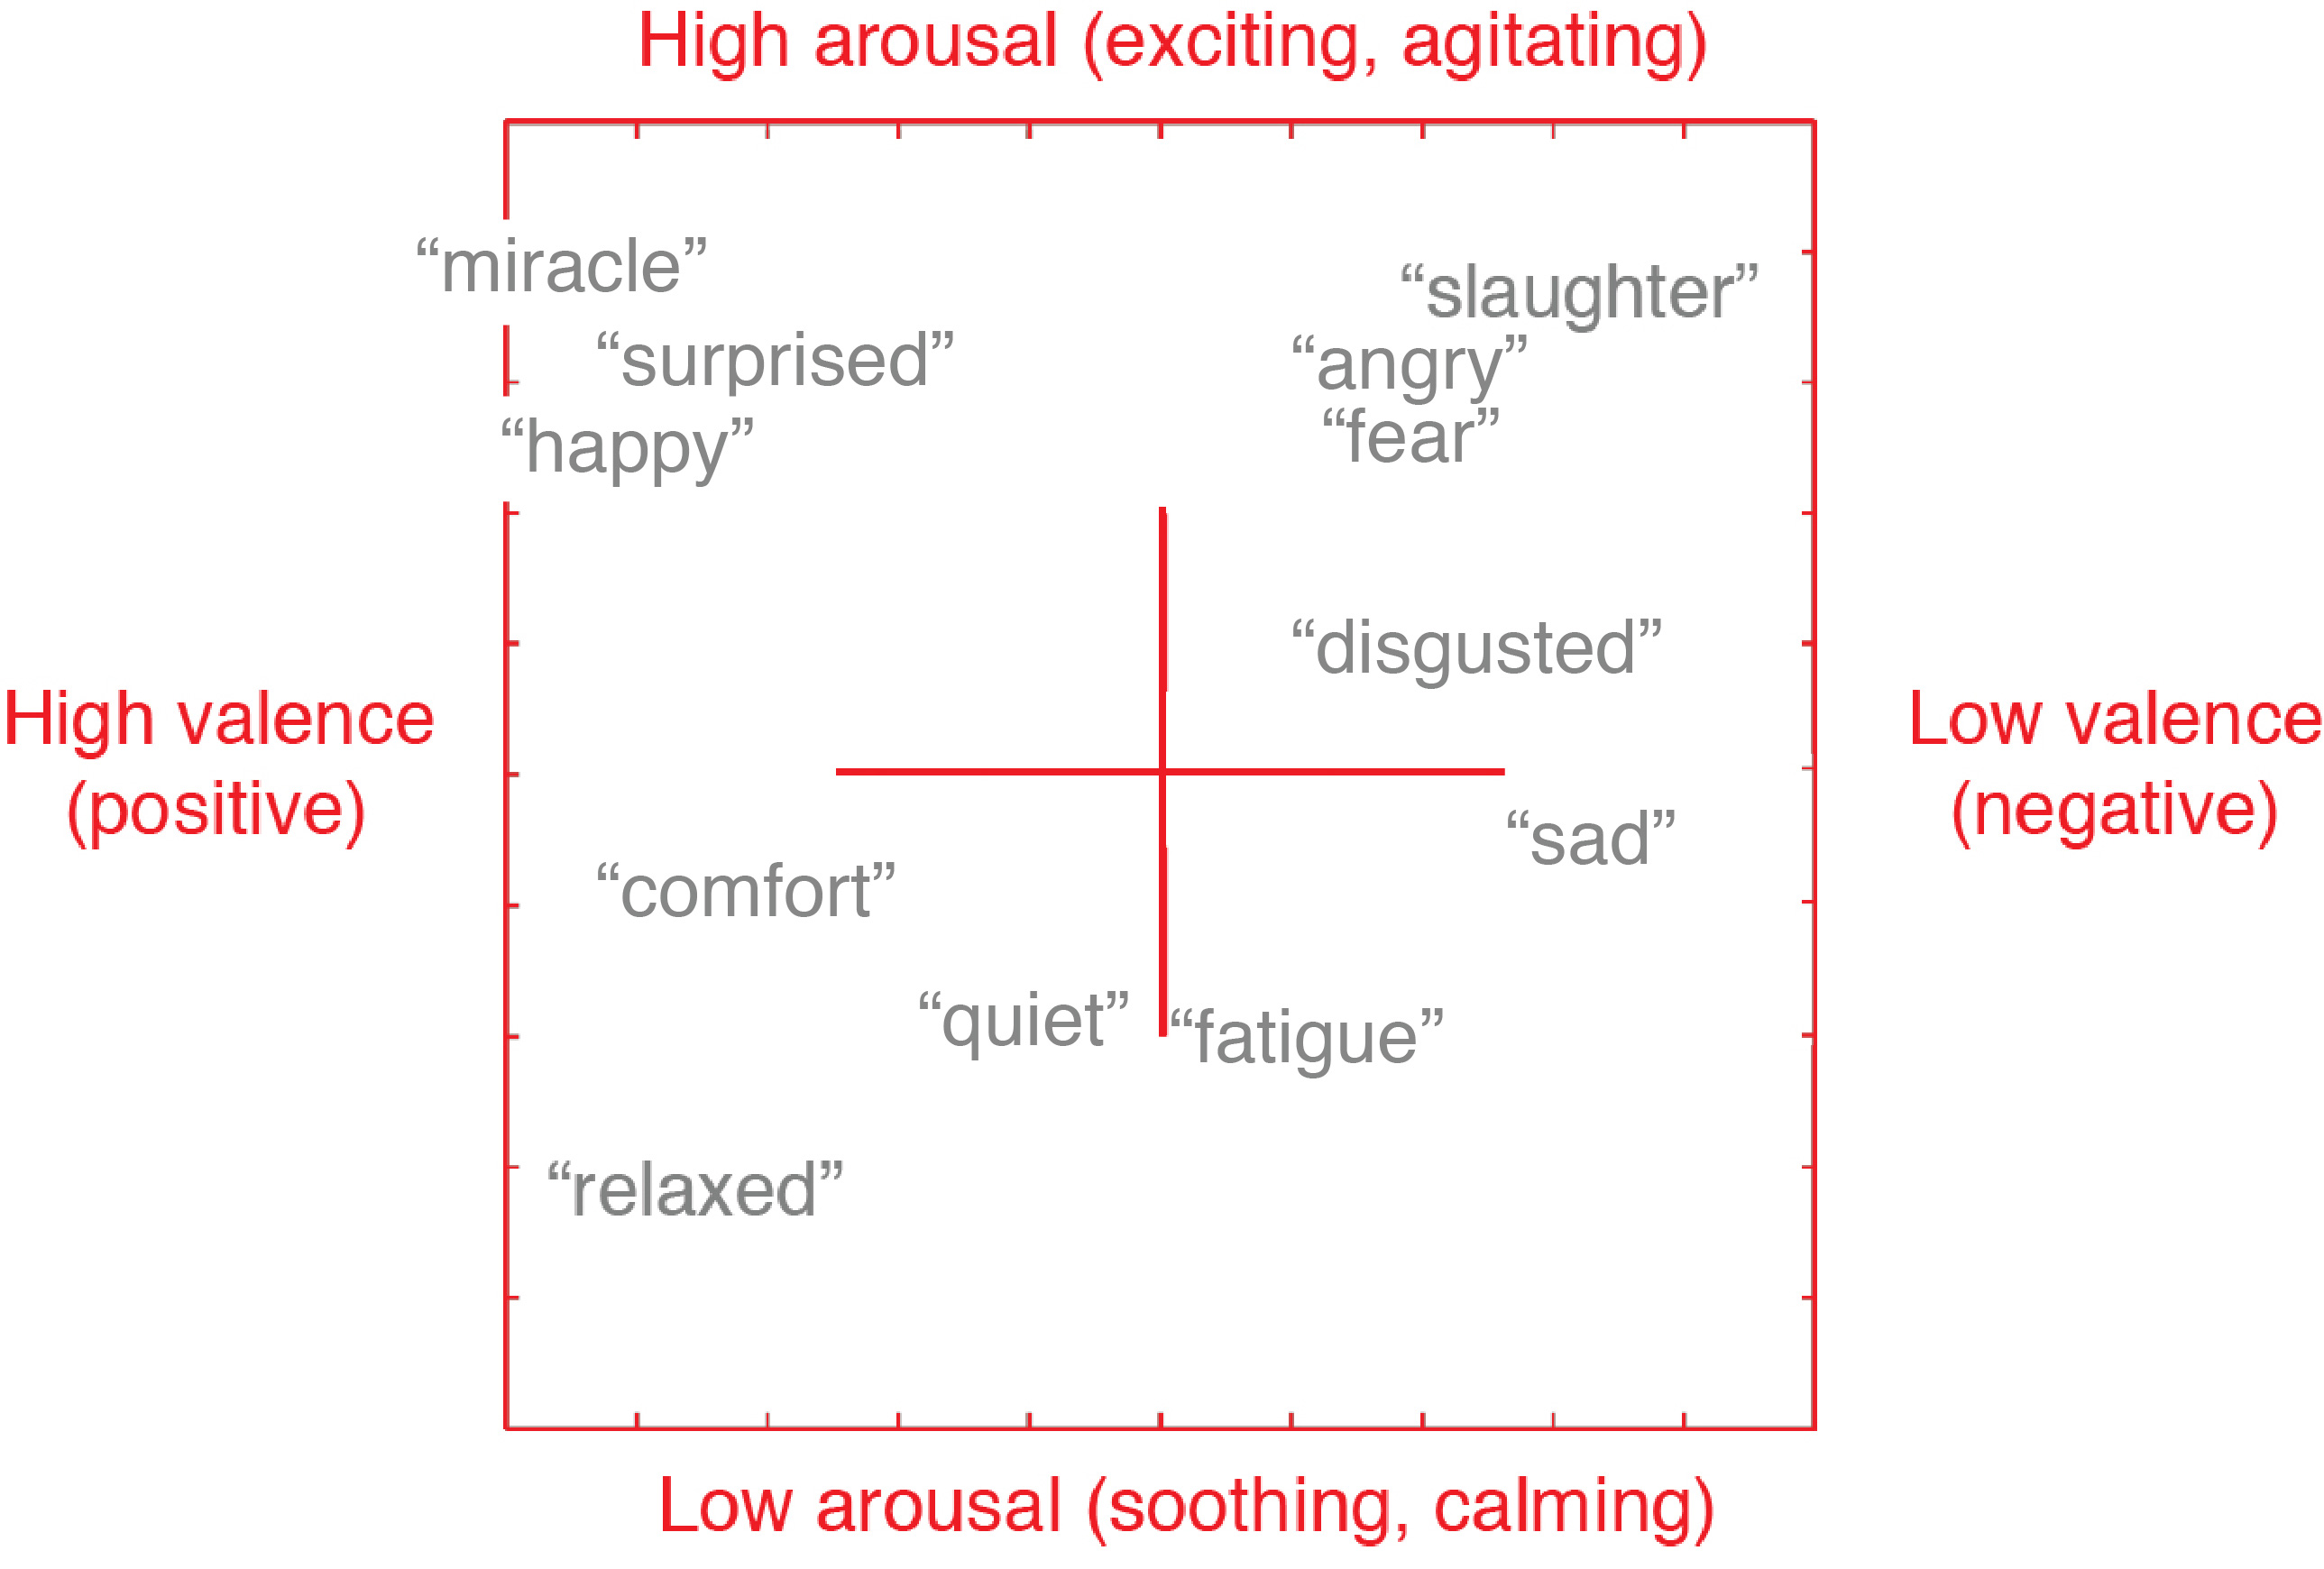 High arousal (exciting, agitating)
“miracle”
“slaughter”
“surprised”
“angry”
“happy”
“fear”
“disgusted”
High valence
(positive)
Low valence
(negative)
“sad”
“comfort”
“quiet”
“fatigue”
“relaxed”
Low arousal (soothing, calming)